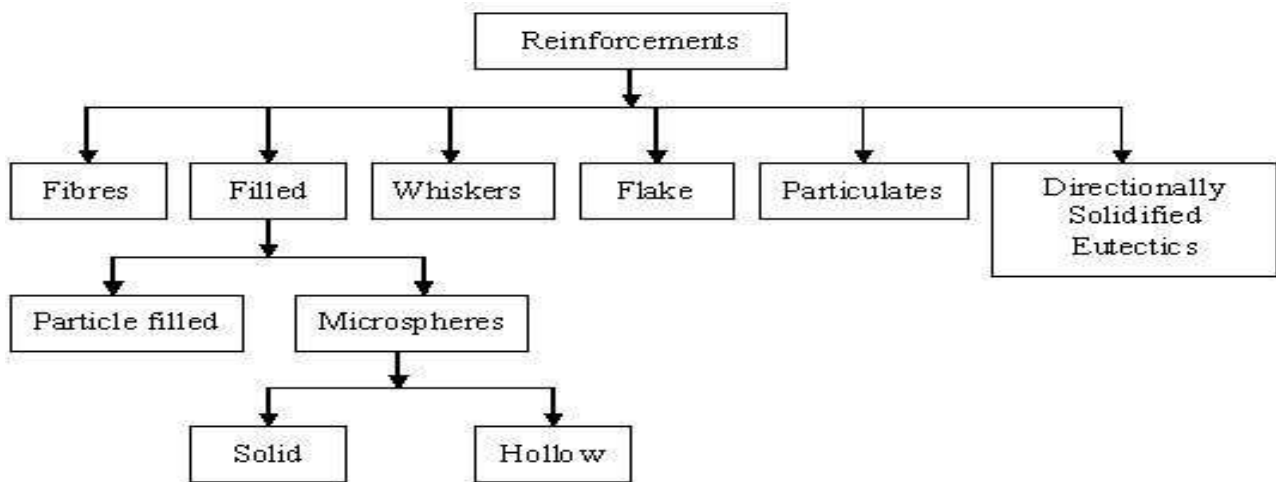 Reinforcements
Fibres
Filled
Whiskers
Flake
Particulates
Directionally
Solidified
Eutectics
Particle filled
Microspheres
Solid
Hollow